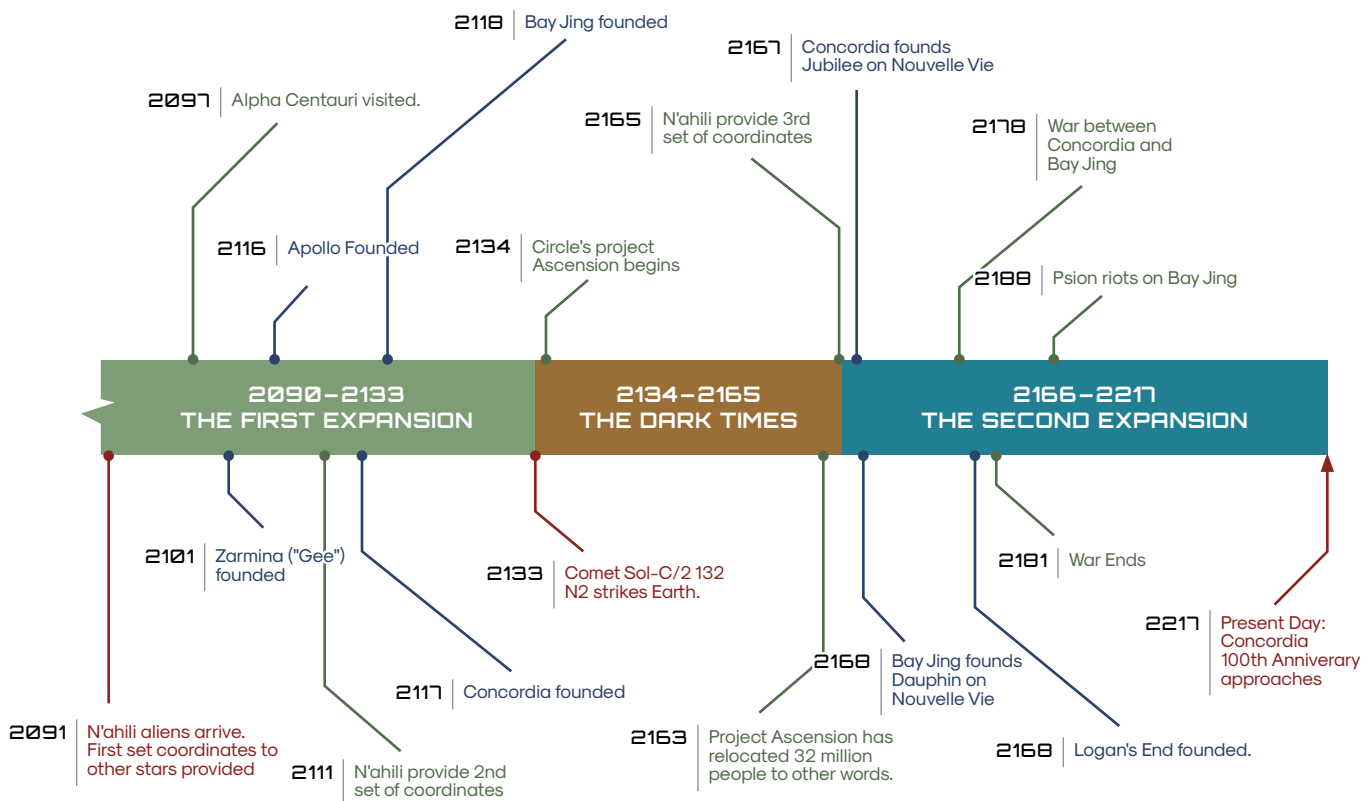 2118
Bay Jing founded
2167
Concordia founds
Jubilee on Nouvelle Vie
2097
Alpha Centauri visited.
2165
N'ahili provide 3rd
set of coordinates
2178
War between
Concordia and
Bay Jing
2116
Apollo Founded
2134
Circle's project
Ascension begins
2188
Psion riots on Bay Jing
2090–2133
THE FIRST EXPANSION
2134–2165
THE DARK TIMES
2166–2217
THE SECOND EXPANSION
2101
Zarmina ("Gee")
founded
2133
Comet Sol-C/2 132
N2 strikes Earth.
2181
War Ends
2217
Present Day:
Concordia
100th Anniverary
approaches
2117
Concordia founded
2168
Bay Jing founds
Dauphin on
Nouvelle Vie
2091
N'ahili aliens arrive.
First set coordinates to
other stars provided
2111
N'ahili provide 2nd
set of coordinates
2163
Project Ascension has
relocated 32 million
people to other words.
2168
Logan's End founded.